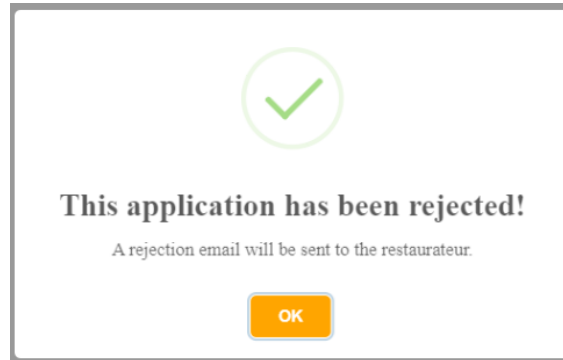 This application has been rejected!
A rejection email will be sent to the restaurateur.
OK